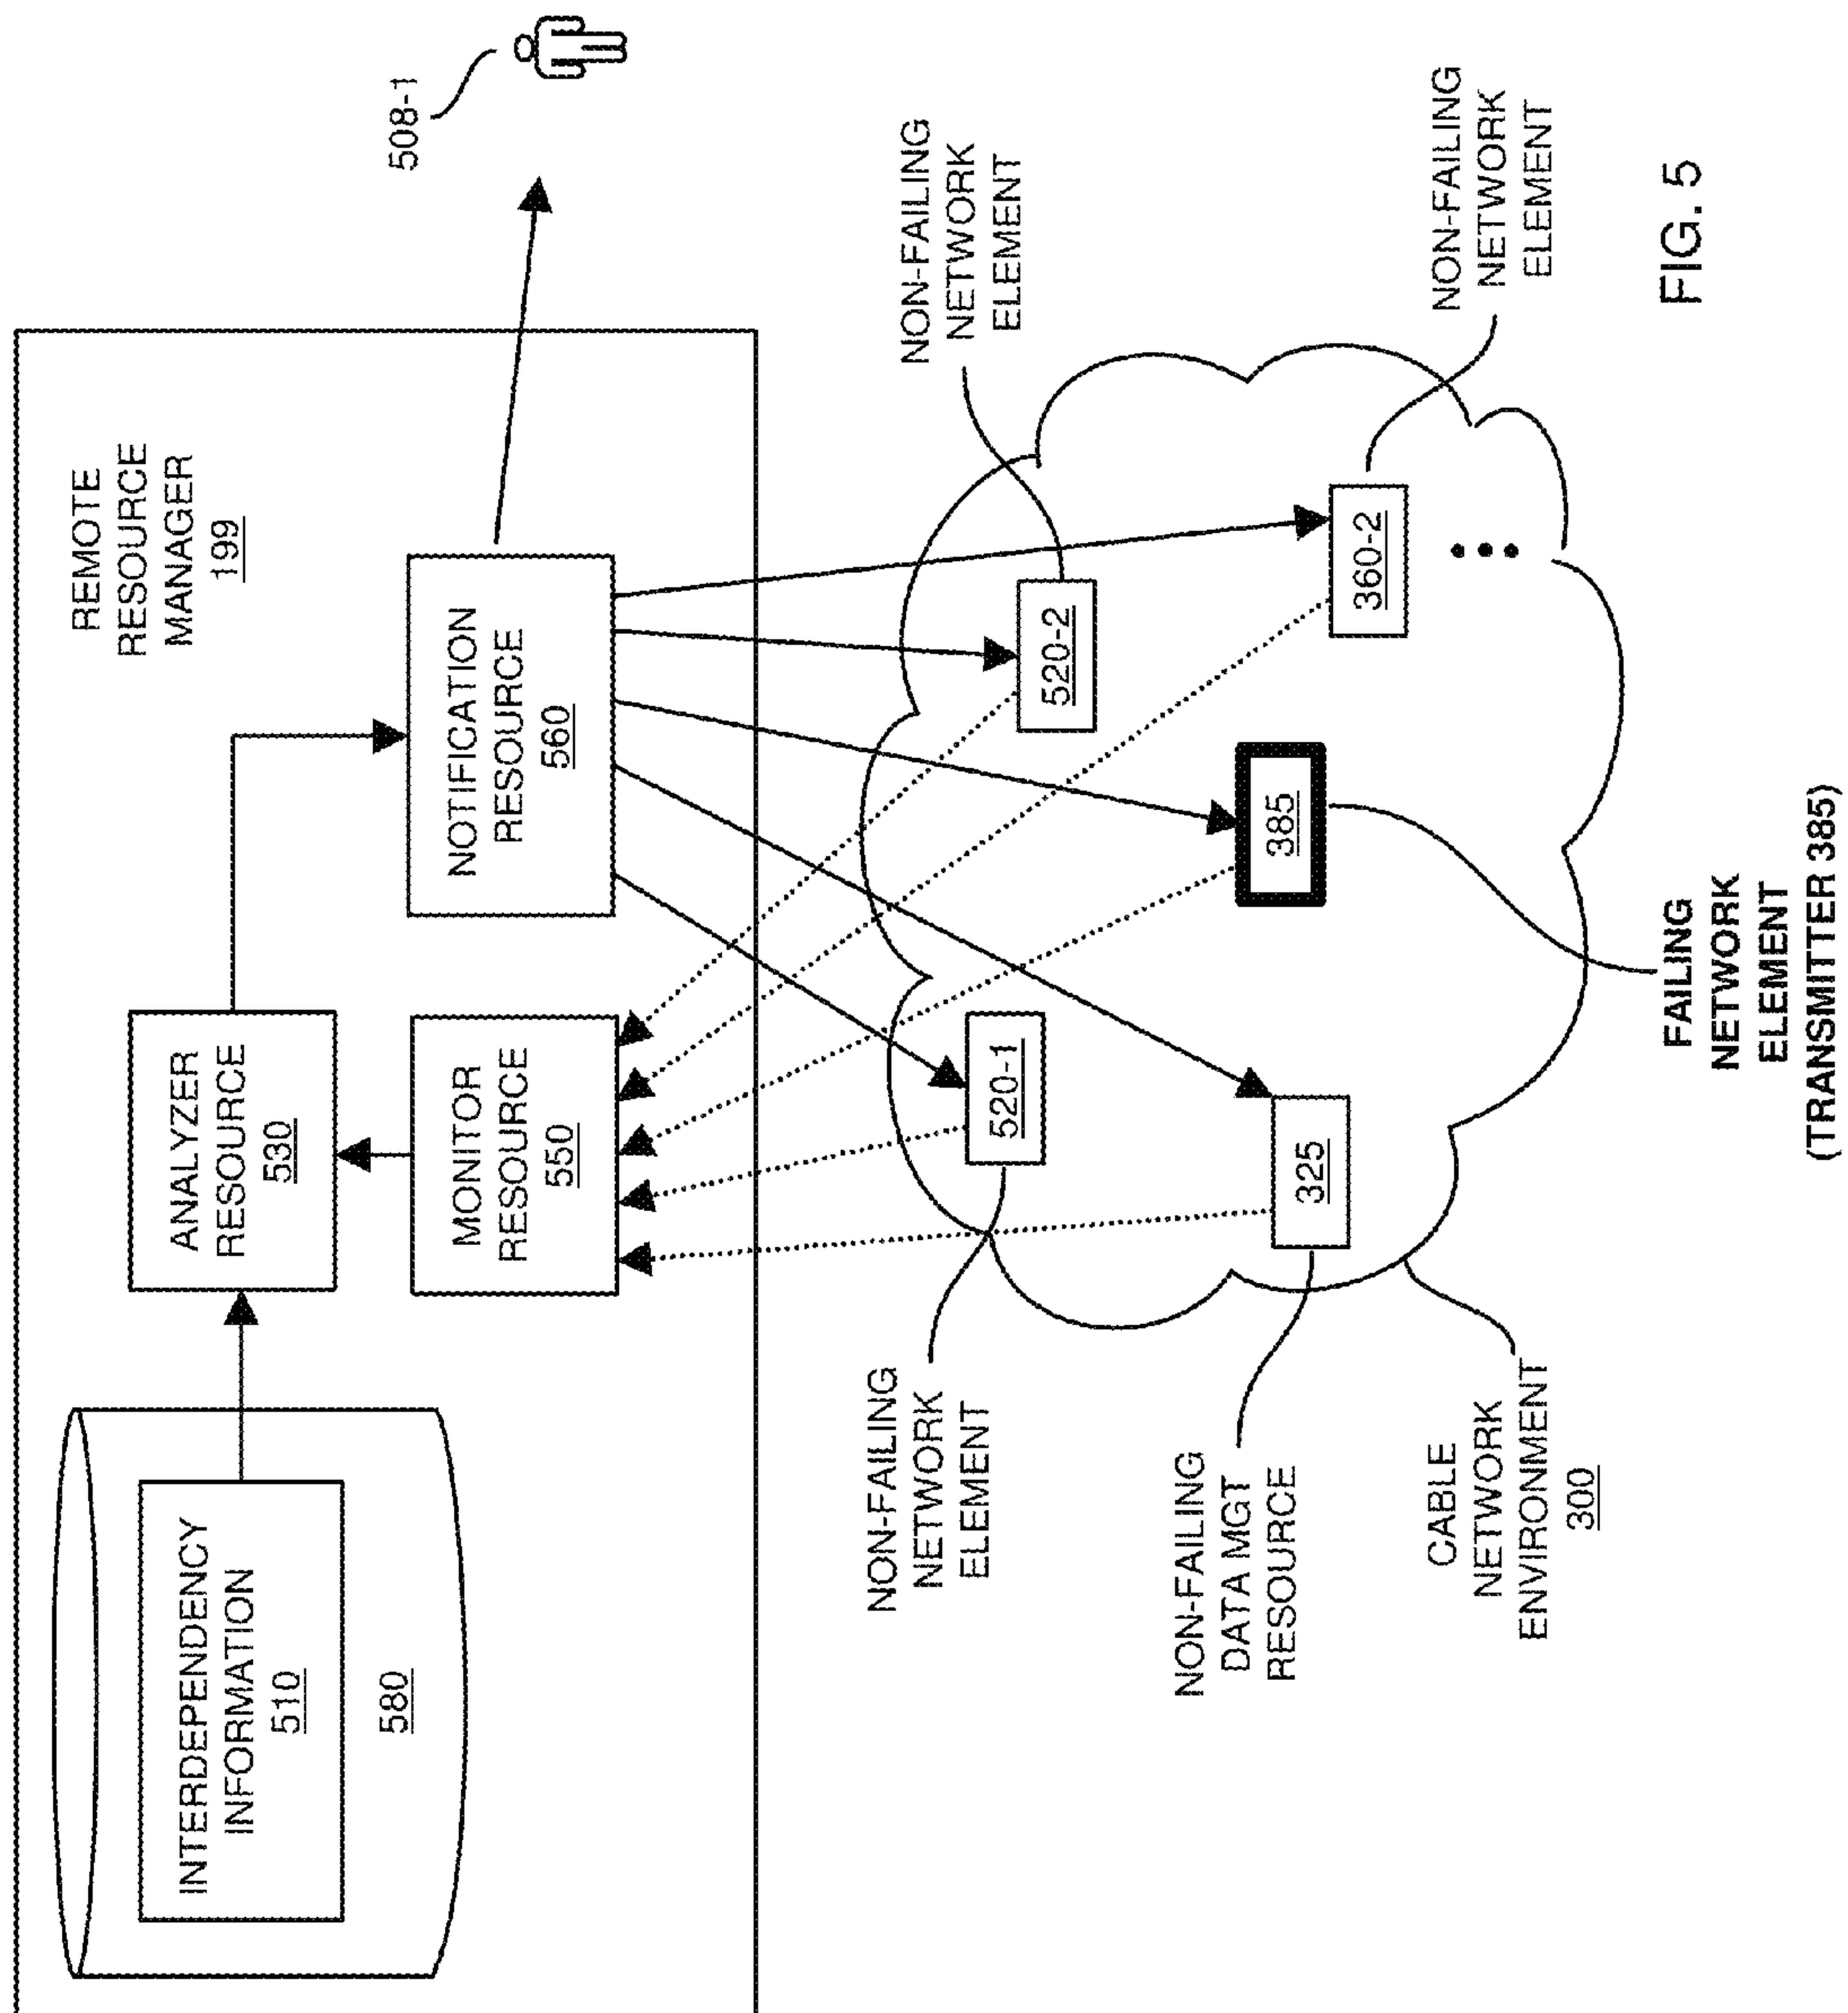 REMOTE
RESOURCE
MANAGER
199
508-1
INTERDEPENDENCY
INFORMATION
510
580
ANALYZER
RESOURCE
530
MONITOR
RESOURCE
550
NOTIFICATION
RESOURCE
560
NON-FAILING
NETWORK
ELEMENT
520-1
520-2
NON-FAILING
NETWORK
ELEMENT
NON-FAILING
DATA MGT
RESOURCE
325
385
360-2
NON-FAILING
NETWORK
ELEMENT
CABLE
NETWORK
ENVIRONMENT
300
FAILING
NETWORK
ELEMENT
(TRANSMITTER 385)
FIG. 5